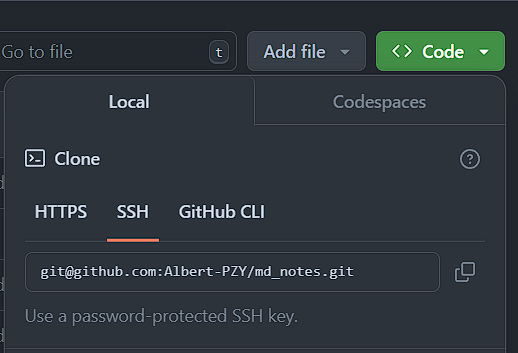 Go to file t Add file Code
Local Codespaces
Clone
HTTPS SSH GitHub CLI
git@github.com:Albert-PZY/md_notes.git
Use a password-protected SSH key.